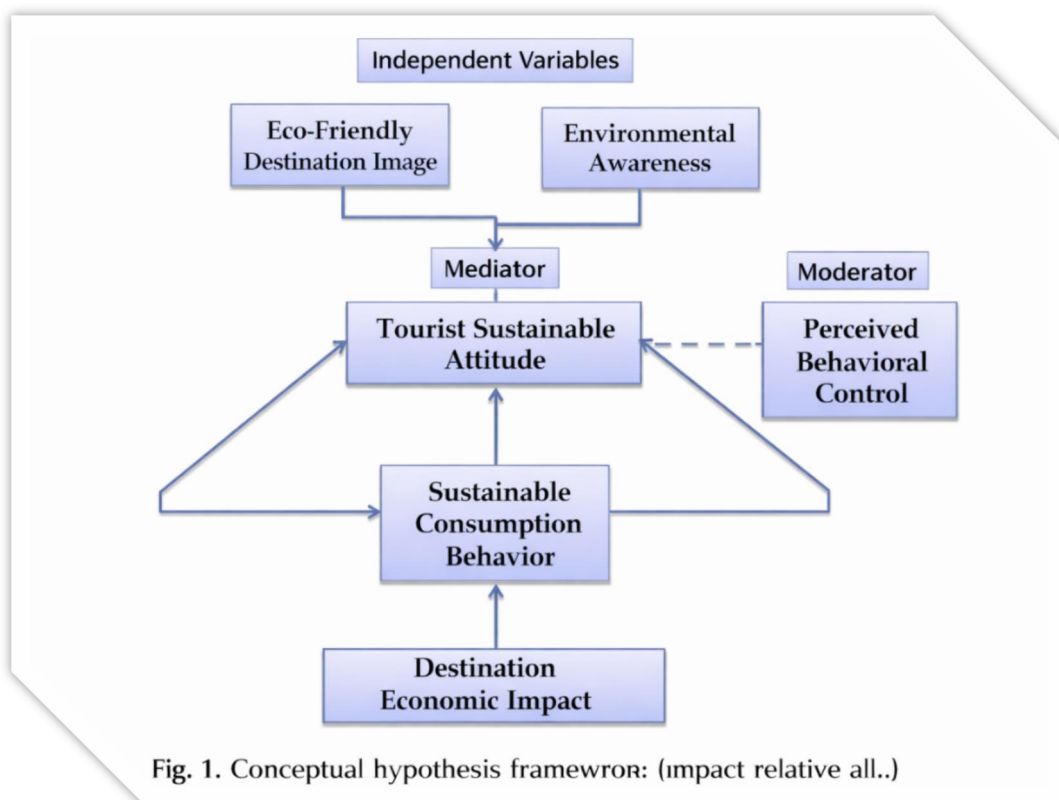 Independent Variables
Eco-Friendly
Destination Image
Environmental
Awareness
Mediator
Moderator
Tourist Sustainable
Attitude
Perceived
Behavioral
Control
Sustainable
Consumption
Behavior
Destination
Economic Impact
Fig. 1. Conceptual hypothesis framewroʀ: (ımpact relative all..)